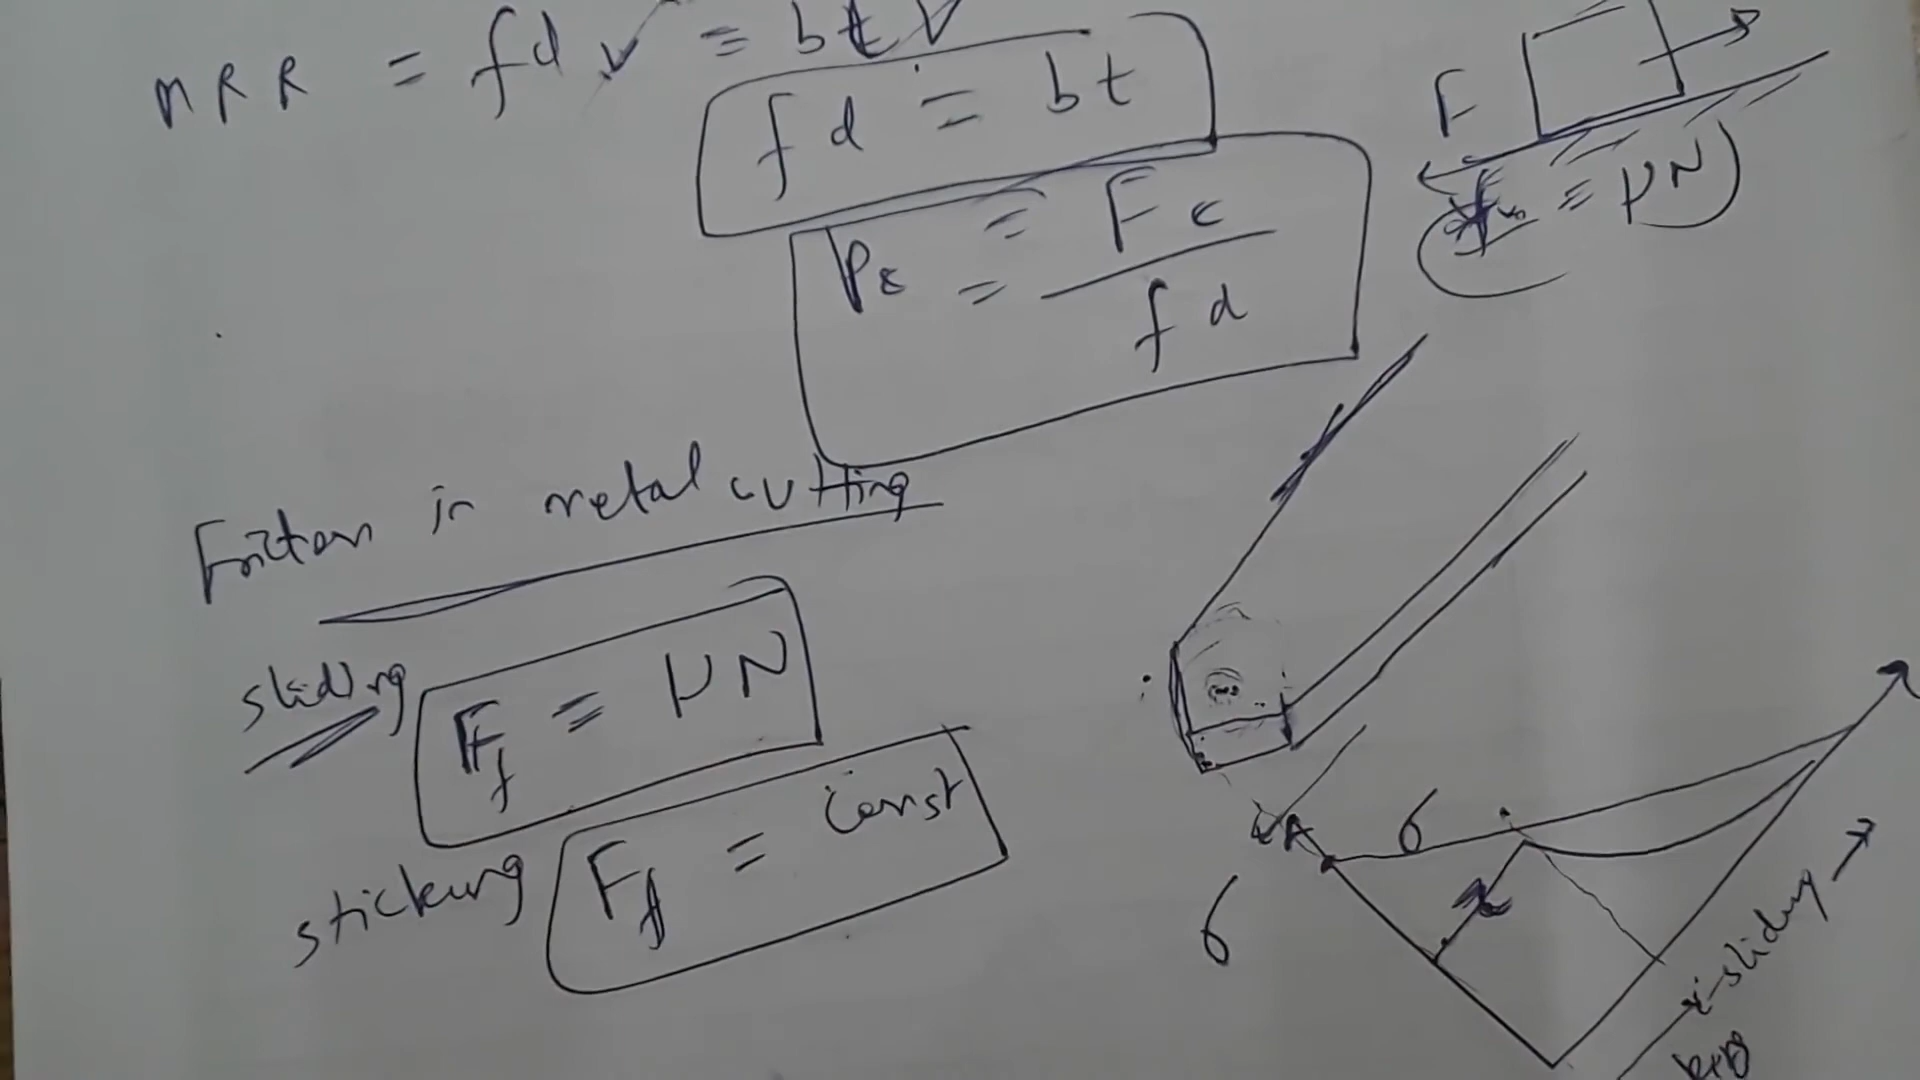 MRR = fd V = bt V
fd = bt
Pc = Fc / fd
F
= μN
Friction in metal cutting
sliding
Ff = μN
sticking
Ff = const
A
σ
σ
sliding